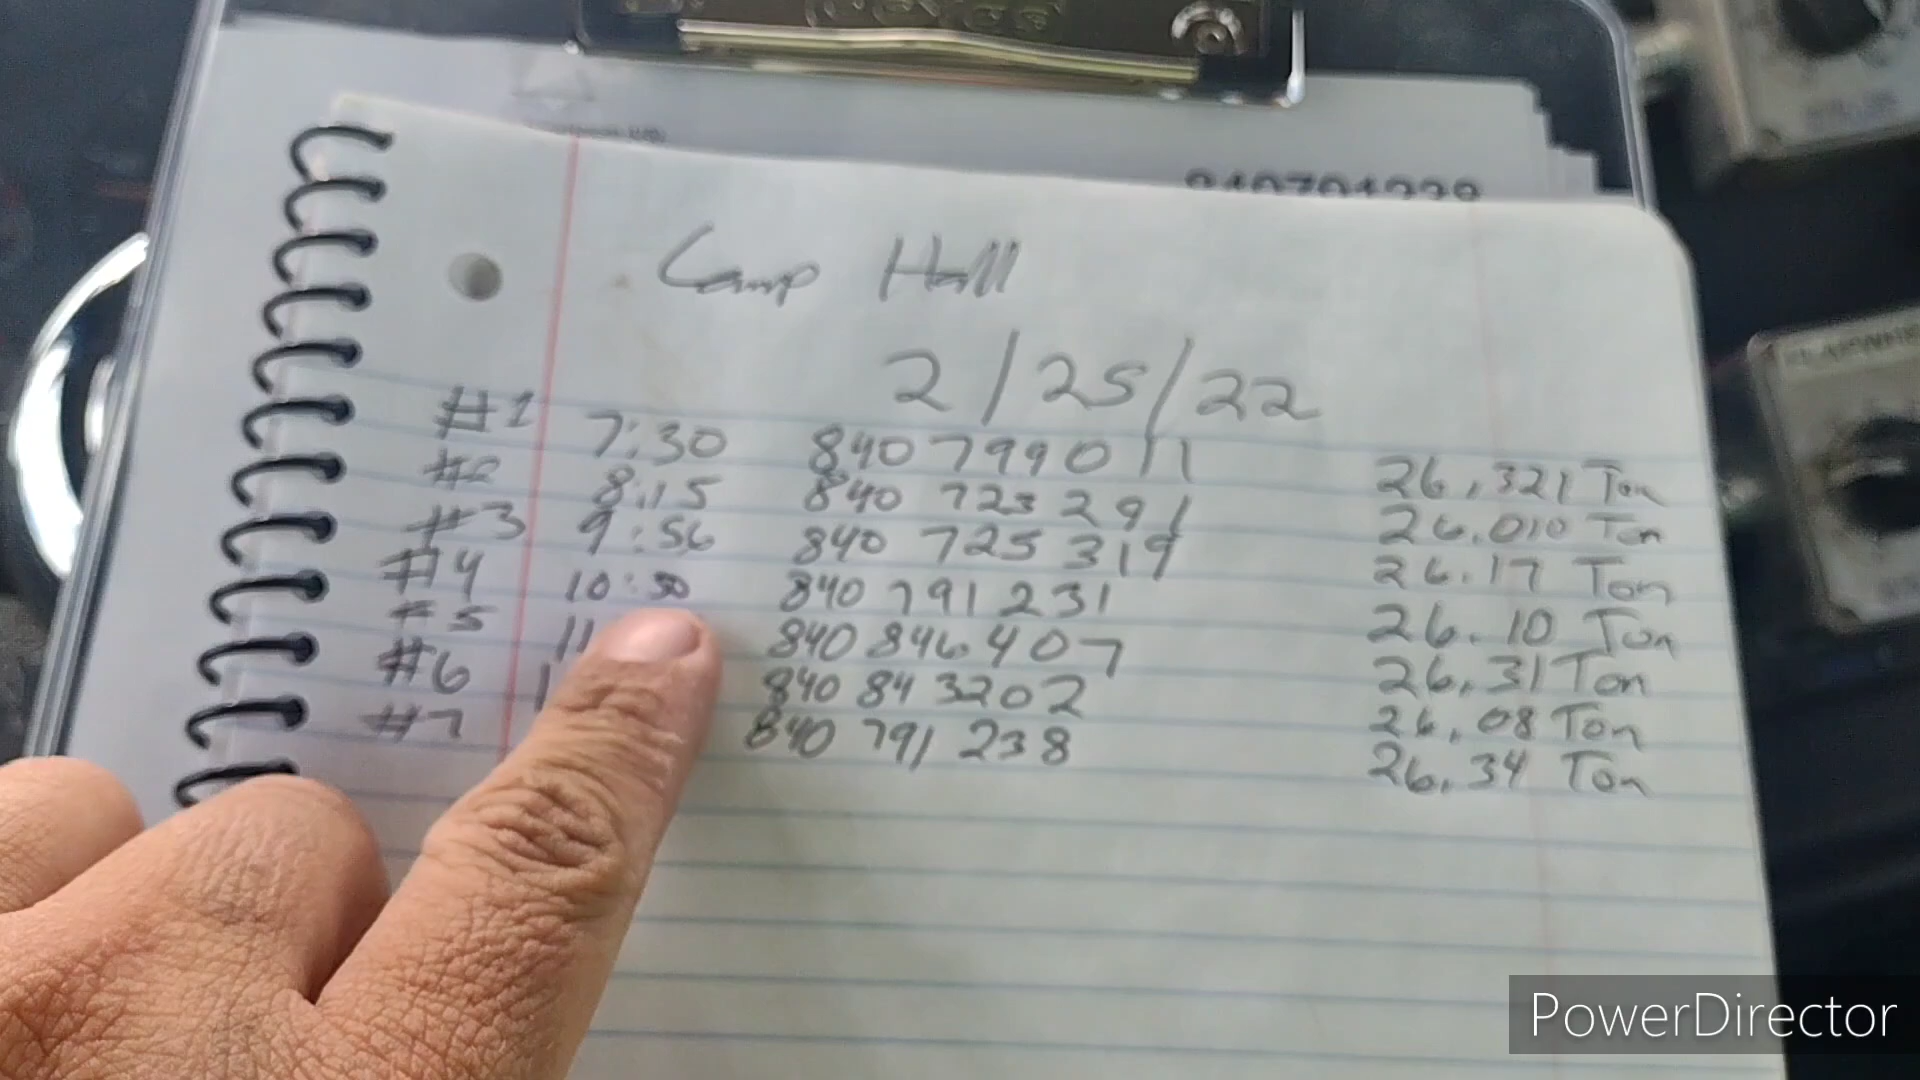 Camp Hall
2/25/22
#1 7:30 840799011 26.321 Ton
#2 8:15 840 723 291 26.010 Ton
#3 9:56 840 725 319 26.17 Ton
#4 10:30 840 791 231 26.10 Ton
#5 11 840 846 407 26.31 Ton
#6 840 843202 26.08 Ton
#7 840 791 238 26.34 Ton
PowerDirector